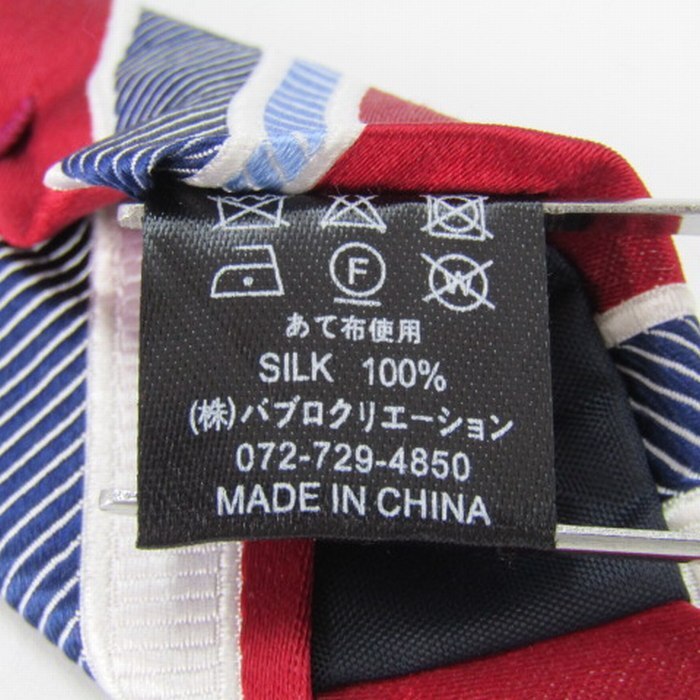 F W
あて布使用
SILK 100%
(株)パブロクリエーション
072-729-4850
MADE IN CHINA